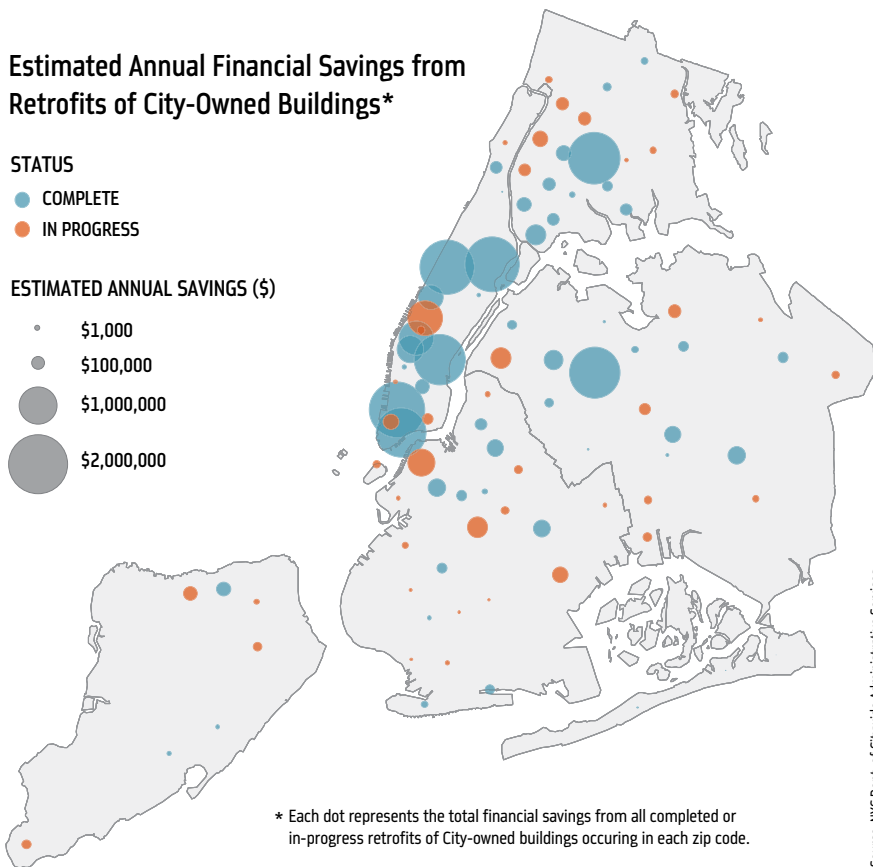 Estimated Annual Financial Savings from
Retrofits of City-Owned Buildings*
STATUS
COMPLETE
IN PROGRESS
ESTIMATED ANNUAL SAVINGS ($)
$1,000
$100,000
$1,000,000
$2,000,000
* Each dot represents the total financial savings from all completed or
in-progress retrofits of City-owned buildings occuring in each zip code.